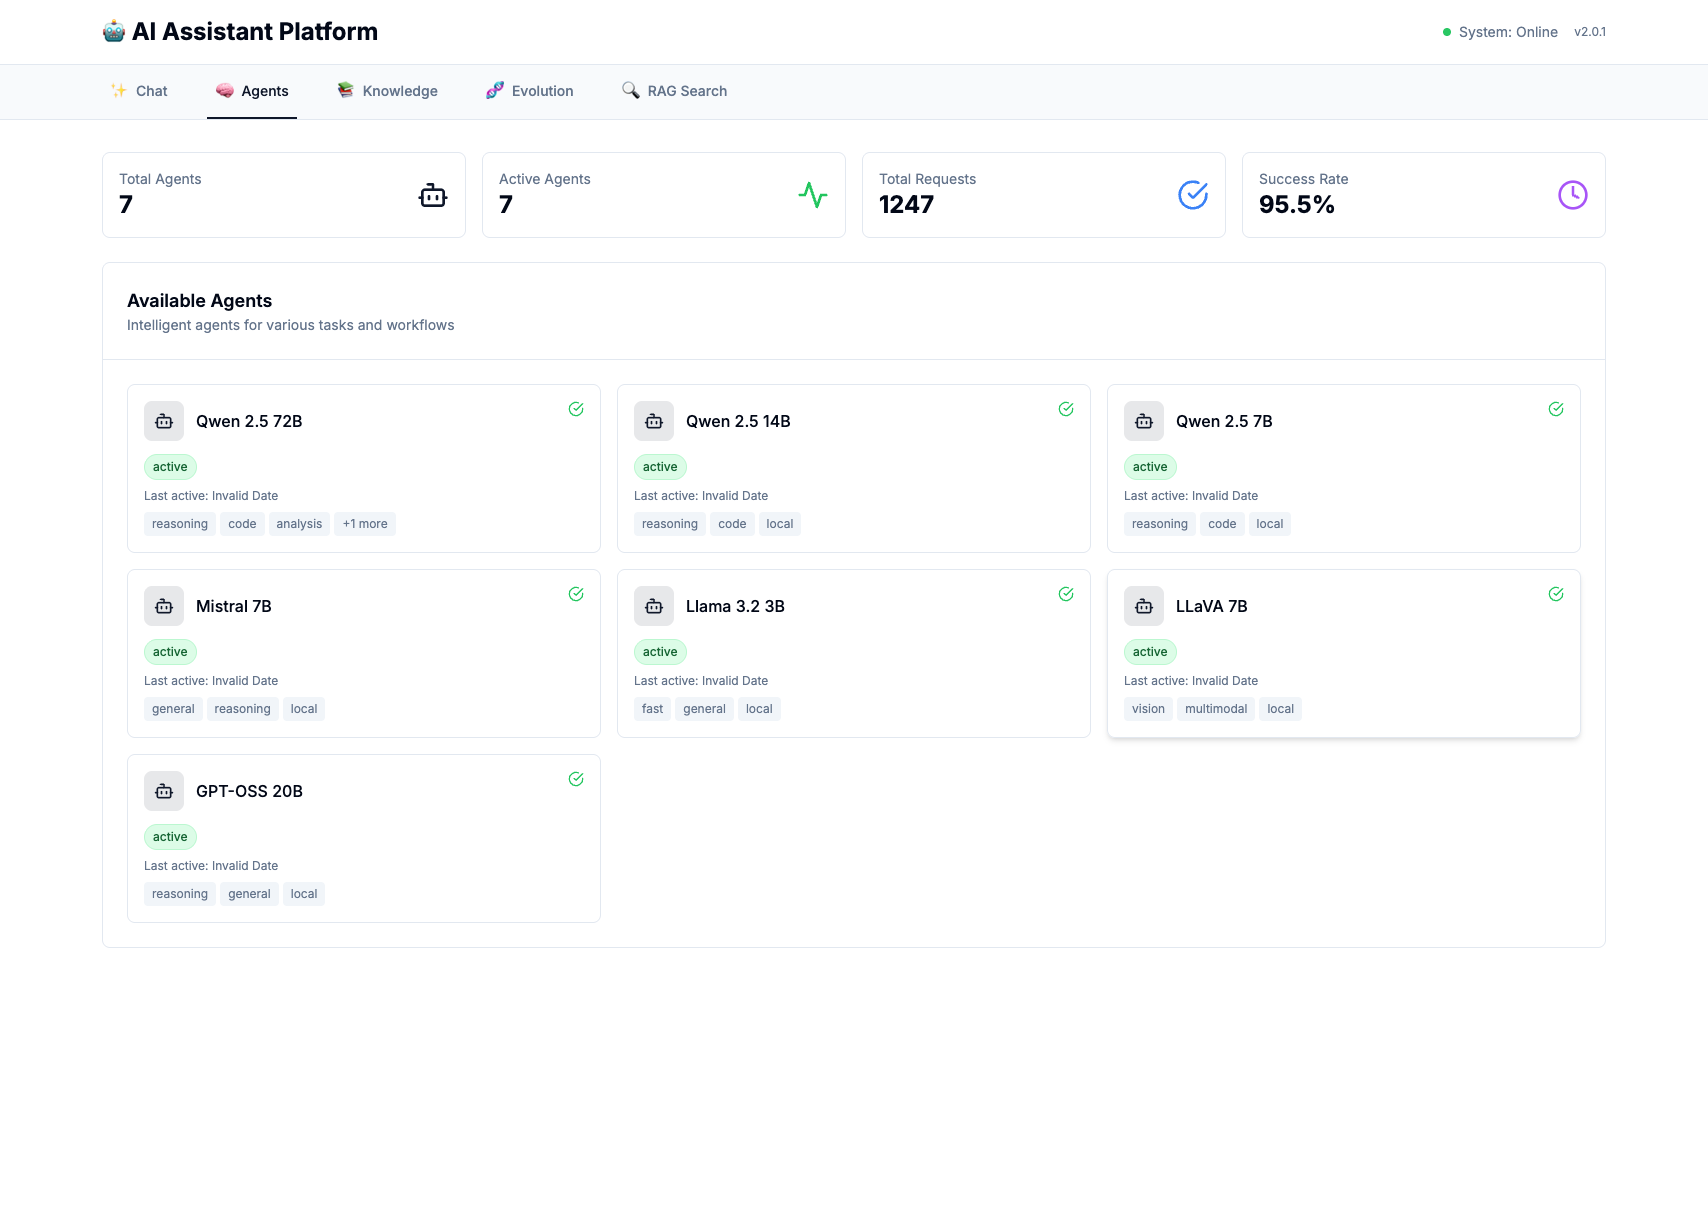 AI Assistant Platform
System: Online v2.0.1
Chat Agents Knowledge Evolution RAG Search
Total Agents
7
Active Agents
7
Total Requests
1247
Success Rate
95.5%
Available Agents
Intelligent agents for various tasks and workflows
Qwen 2.5 72B
active
Last active: Invalid Date
reasoning code analysis +1 more
Qwen 2.5 14B
active
Last active: Invalid Date
reasoning code local
Qwen 2.5 7B
active
Last active: Invalid Date
reasoning code local
Mistral 7B
active
Last active: Invalid Date
general reasoning local
Llama 3.2 3B
active
Last active: Invalid Date
fast general local
LLaVA 7B
active
Last active: Invalid Date
vision multimodal local
GPT-OSS 20B
active
Last active: Invalid Date
reasoning general local